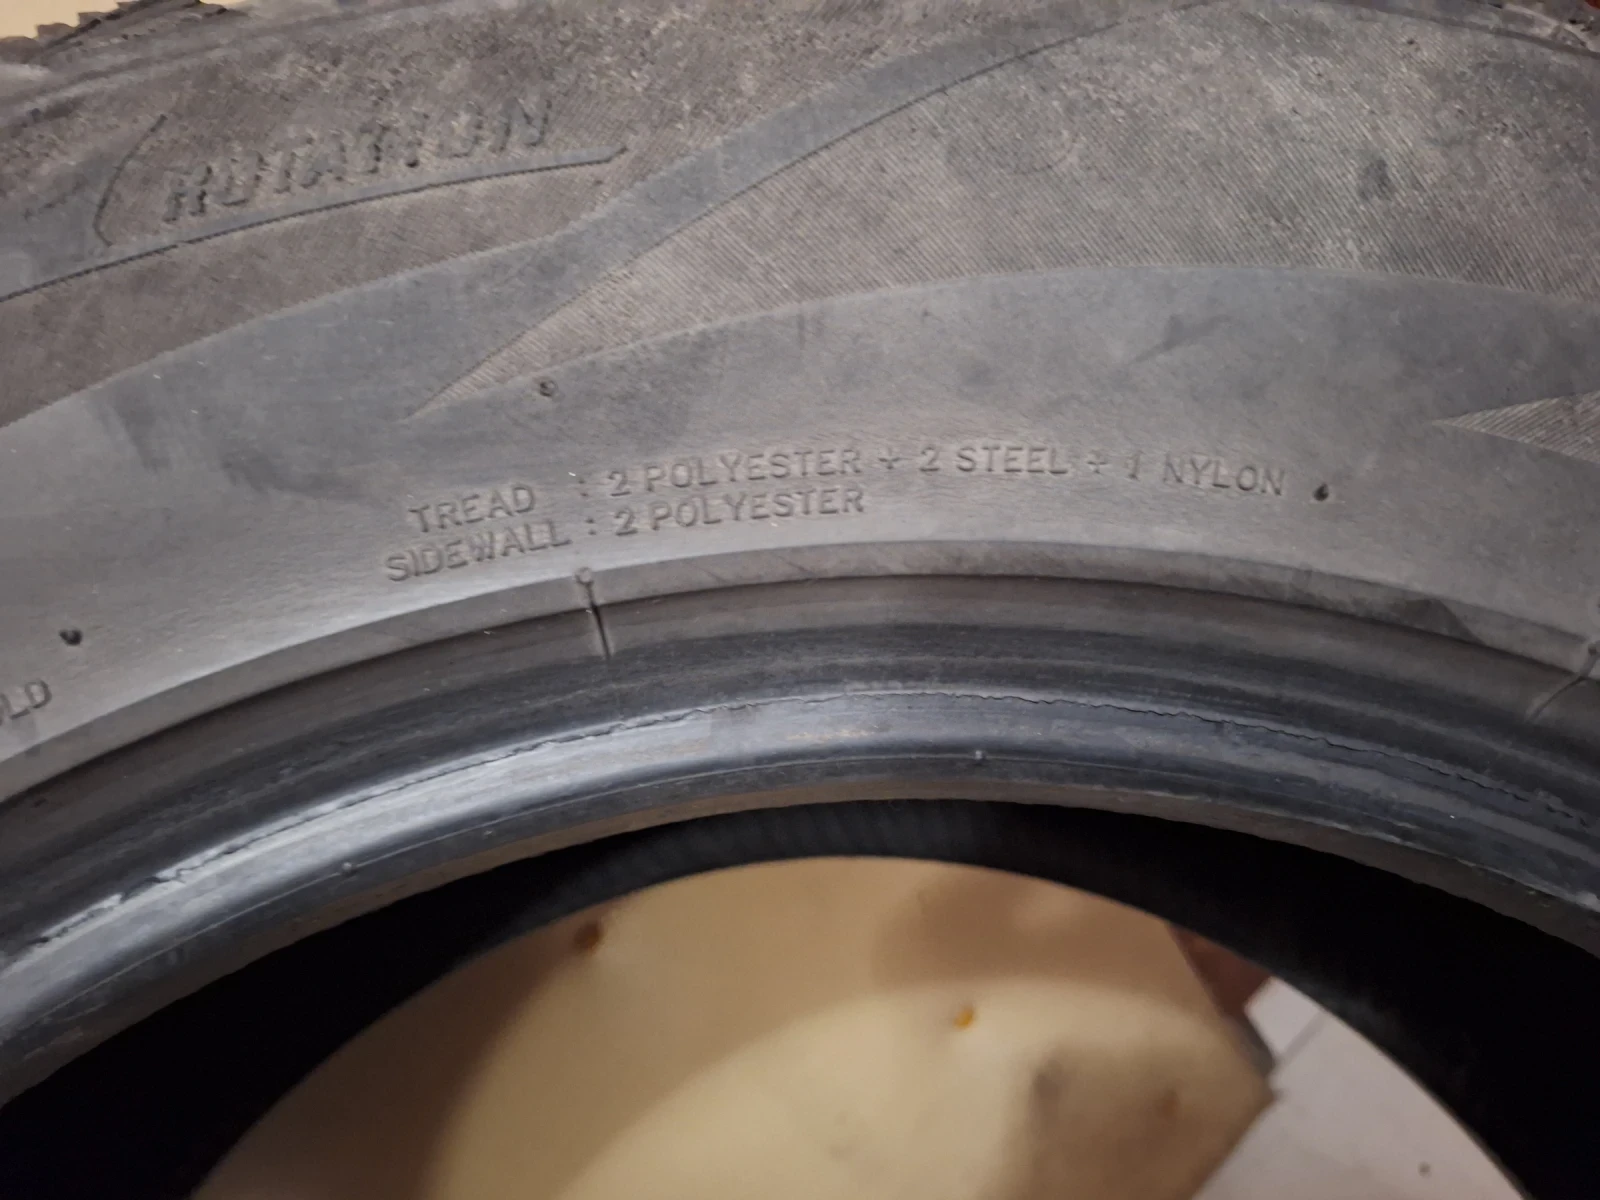 ROTATION
TREAD : 2 POLYESTER + 2 STEEL + 1 NYLON
SIDEWALL : 2 POLYESTER